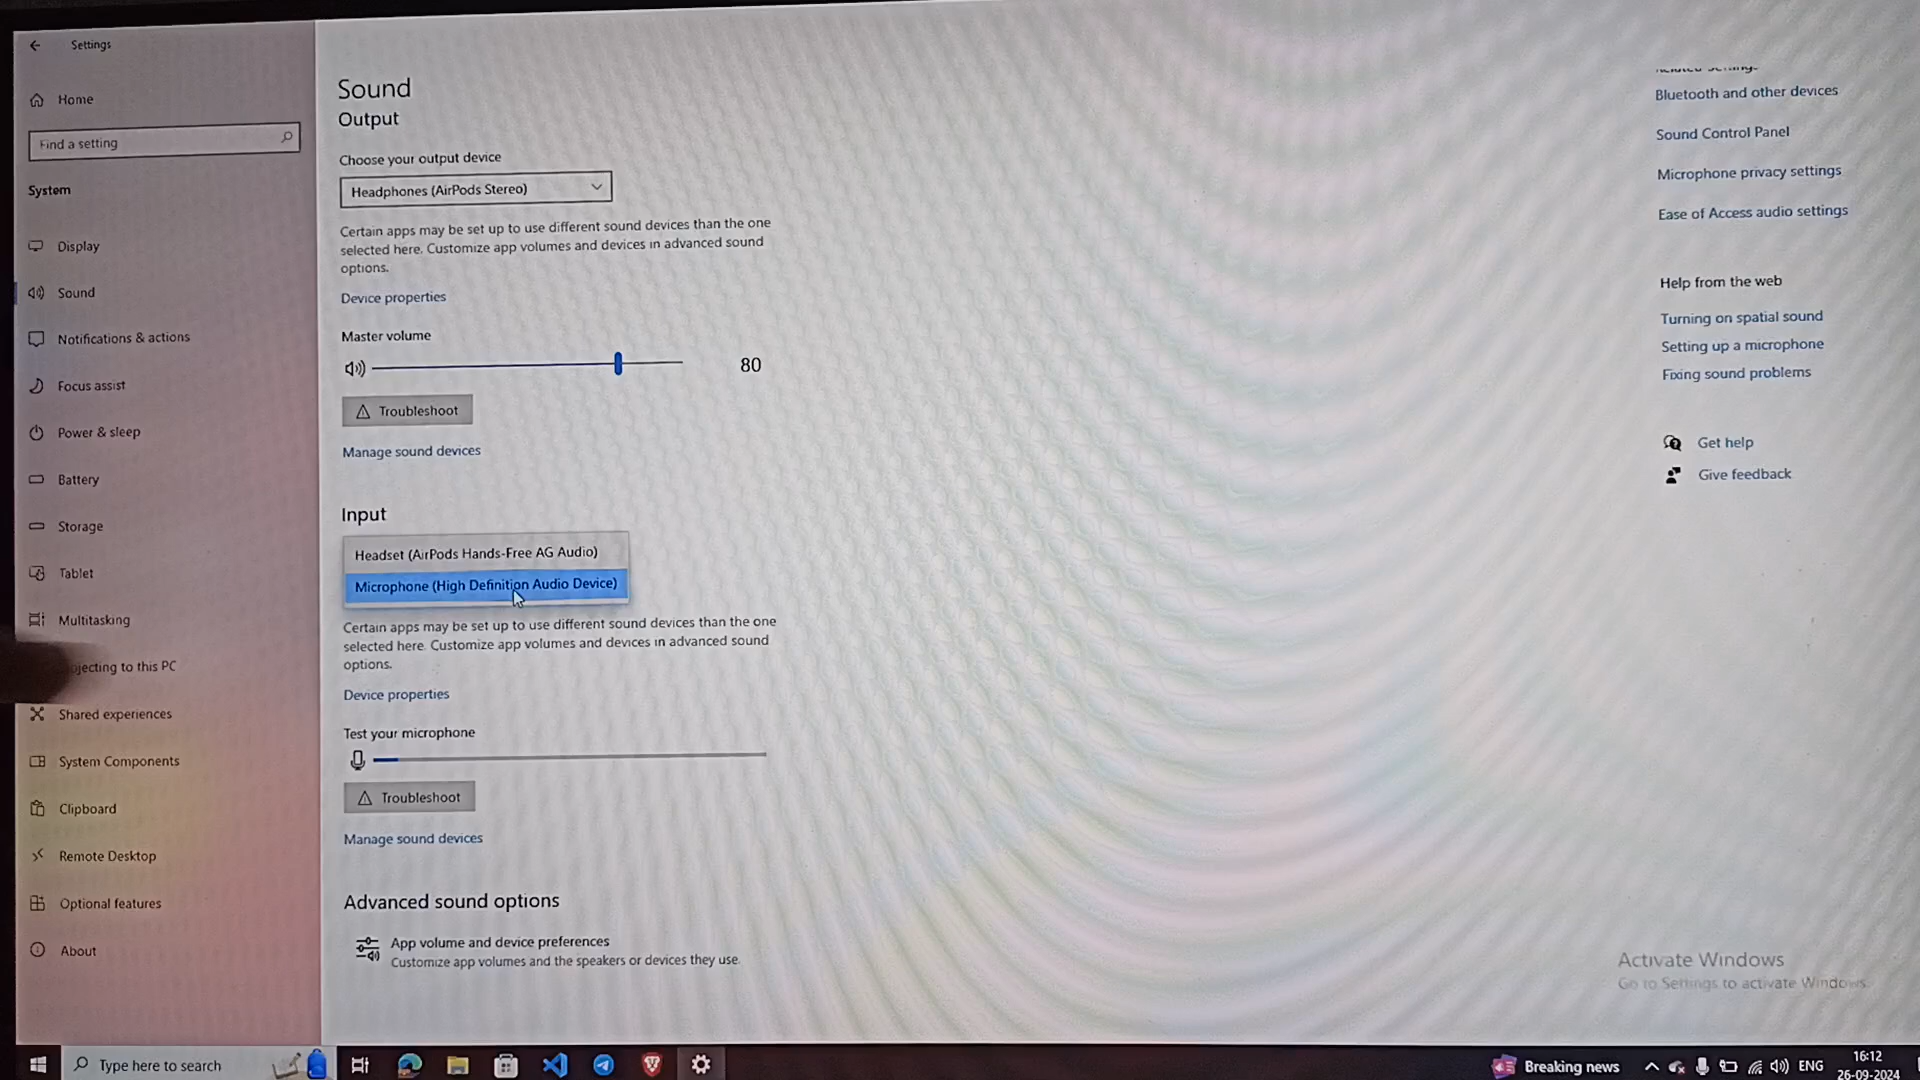 Settings
Home
Find a setting
System
Display
Sound
Notifications & actions
Focus assist
Power & sleep
Battery
Storage
Tablet
Multitasking
jecting to this PC
Shared experiences
System Components
Clipboard
Remote Desktop
Optional features
About
Sound
Output
Choose your output device
Headphones (AirPods Stereo)
Certain apps may be set up to use different sound devices than the one
selected here. Customize app volumes and devices in advanced sound
options.
Device properties
Master volume
80
Troubleshoot
Manage sound devices
Input
Headset (AirPods Hands-Free AG Audio)
Microphone (High Definition Audio Device)
Certain apps may be set up to use different sound devices than the one
selected here. Customize app volumes and devices in advanced sound
options.
Device properties
Test your microphone
Troubleshoot
Manage sound devices
Advanced sound options
App volume and device preferences
Customize app volumes and the speakers or devices they use.
Bluetooth and other devices
Sound Control Panel
Microphone privacy settings
Ease of Access audio settings
Help from the web
Turning on spatial sound
Setting up a microphone
Fixing sound problems
Get help
Give feedback
Activate Windows
Go to Settings to activate Windows.
Type here to search
Breaking news
ENG
16:12
26-09-2024